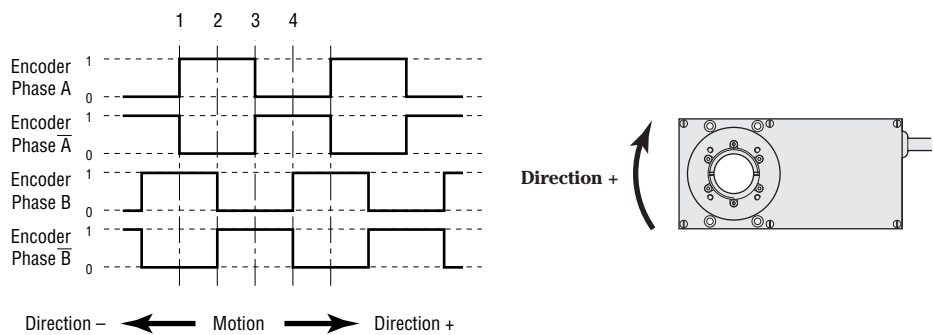 1 2 3 4
Encoder
Phase A
1
0
Encoder
Phase A̅
1
0
Encoder
Phase B
1
0
Encoder
Phase B̅
1
0
Direction – Motion Direction +
Direction +